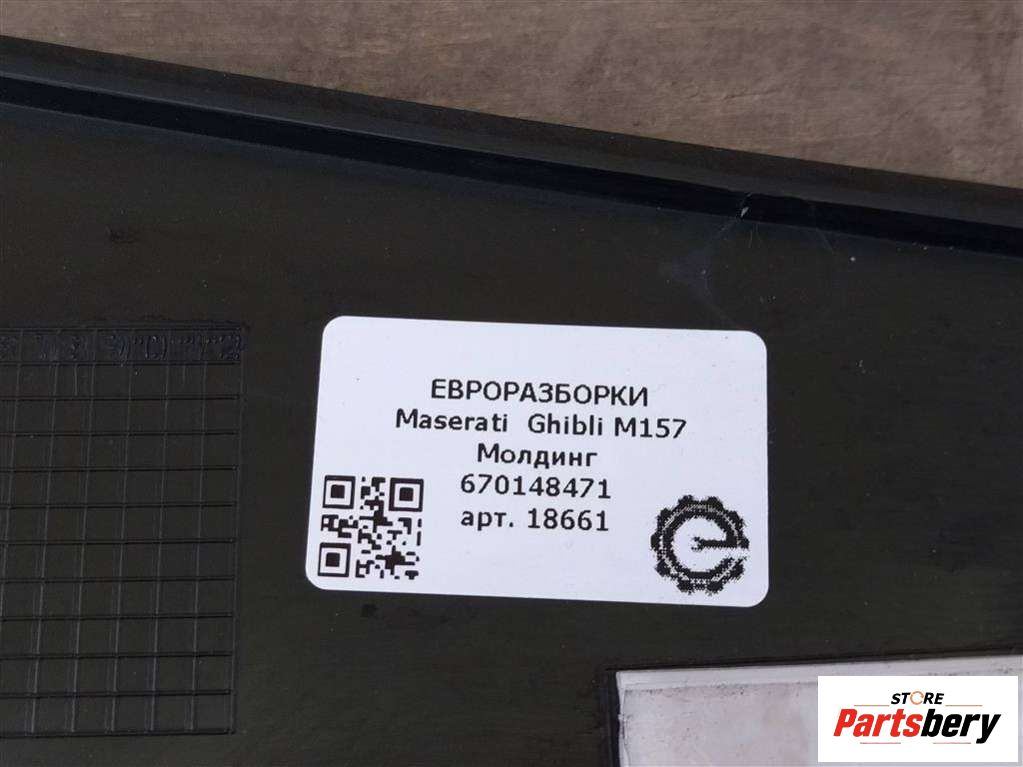 ЕВРОРАЗБОРКИ
Maserati Ghibli M157
Молдинг
670148471
арт. 18661
STORE
Partsbery